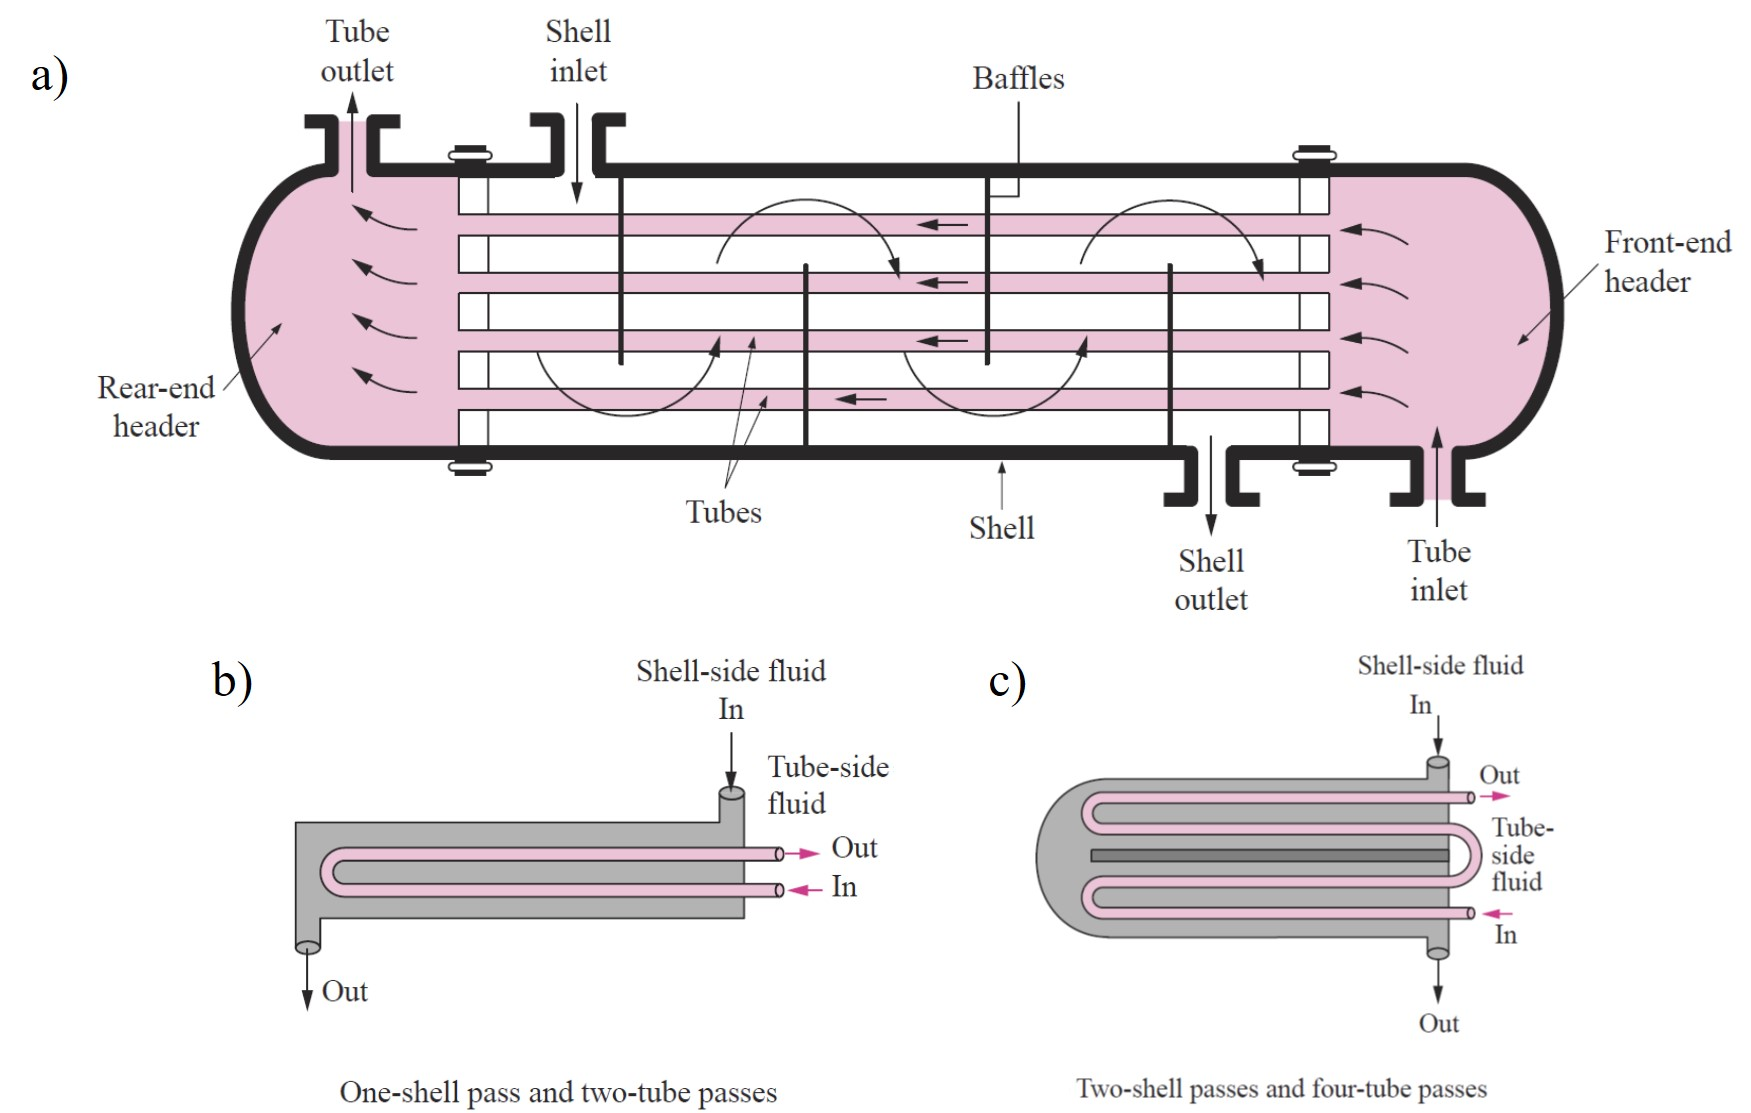 a)
Tube
outlet
Shell
inlet
Baffles
Front-end
header
Rear-end
header
Tubes
Shell
Shell
outlet
Tube
inlet
b)
Shell-side fluid
In
Tube-side
fluid
Out
In
Out
One-shell pass and two-tube passes
c)
Shell-side fluid
In
Out
Tube-
side
fluid
In
Out
Two-shell passes and four-tube passes